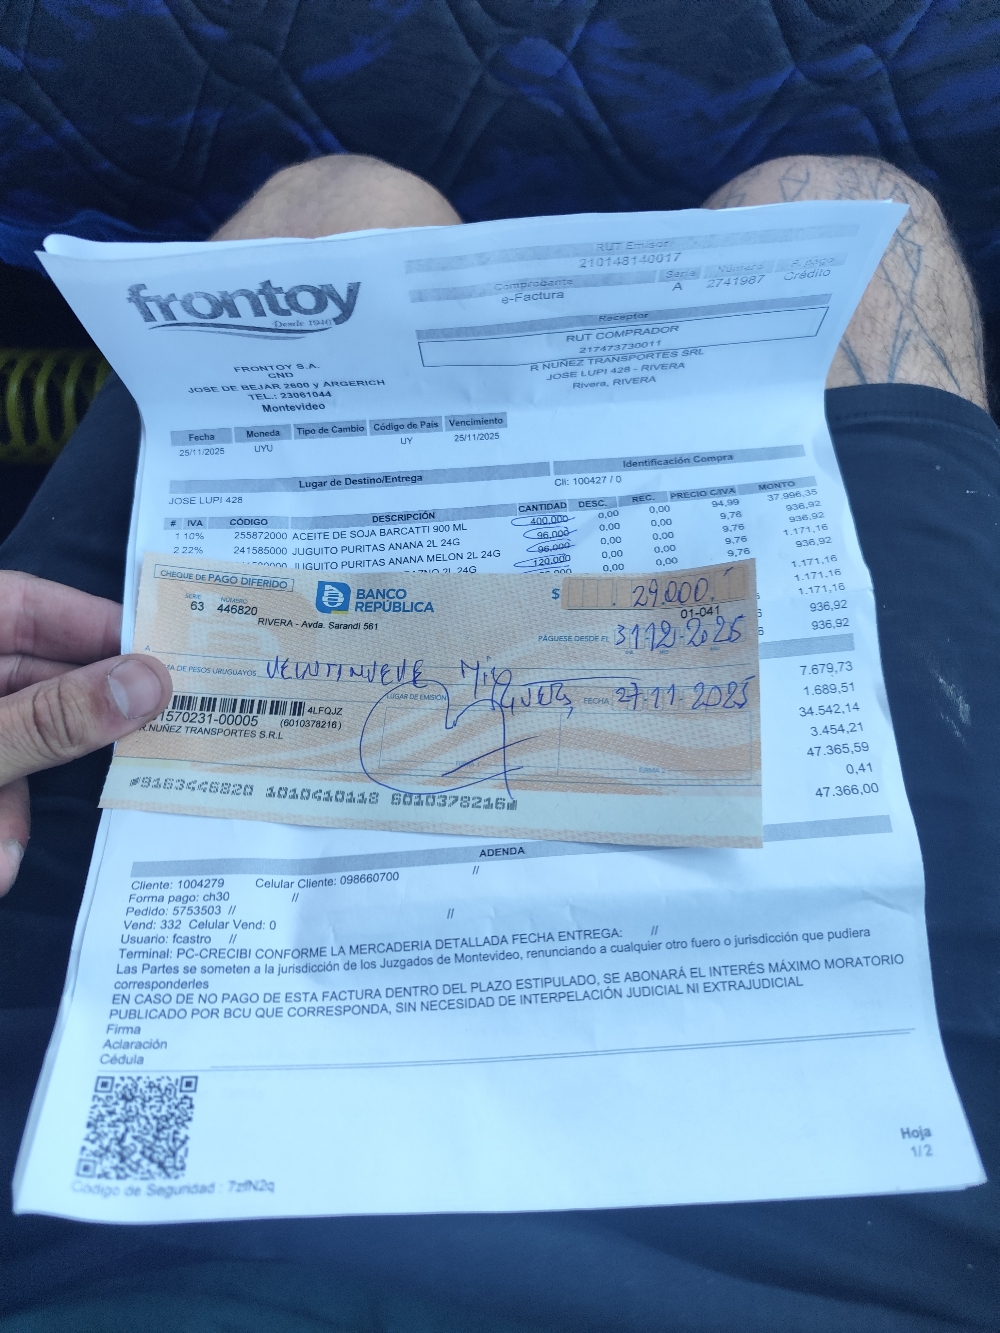 frontoy
Desde 1946
RUT Emisor
210148140017
Comprobante Serie Número F. pago
e-Factura A 2741987 Crédito
Receptor
RUT COMPRADOR
217473730011
R NUÑEZ TRANSPORTES SRL
JOSE LUPI 428 - RIVERA
Rivera, RIVERA
FRONTOY S.A.
CND
JOSE DE BEJAR 2600 y ARGERICH
TEL.: 23061044
Montevideo
Fecha Moneda Tipo de Cambio Código de País Vencimiento
25/11/2025 UYU UY 25/11/2025
Lugar de Destino/Entrega Identificación Compra
JOSE LUPI 428 Cli: 100427 / 0
# IVA CÓDIGO DESCRIPCIÓN CANTIDAD DESC. REC. PRECIO C/IVA MONTO
1 10% 255872000 ACEITE DE SOJA BARCATTI 900 ML 400,000 0,00 0,00 94,99 37.996,35
2 22% 241585000 JUGUITO PURITAS ANANA 2L 24G 96,000 0,00 0,00 9,76 936,92
JUGUITO PURITAS ANANA MELON 2L 24G 96,000 0,00 0,00 9,76 936,92
2L 24G 120,000 0,00 0,00 9,76 1.171,16
936,92
1.171,16
1.171,16
936,92
936,92
7.679,73
1.689,51
34.542,14
3.454,21
47.365,59
0,41
47.366,00
CHEQUE DE PAGO DIFERIDO
SERIE NÚMERO
63 446820
BANCO
REPÚBLICA
RIVERA - Avda. Sarandí 561
$ 29.000.-
01-041
PÁGUESE DESDE EL 31-12-2025
A
MA DE PESOS URUGUAYOS VEINTINUEVE Mil
LUGAR DE EMISIÓN FECHA 27-11-2025
4LFQJZ
1570231-00005 (6010378216)
R.NUÑEZ TRANSPORTES S.R.L
9163446820 1010410118 6010378216
ADENDA
Cliente: 1004279 Celular Cliente: 098660700 //
Forma pago: ch30 //
Pedido: 5753503 // //
Vend: 332 Celular Vend: 0
Usuario: fcastro //
Terminal: PC-CRECIBI CONFORME LA MERCADERIA DETALLADA FECHA ENTREGA: //
Las Partes se someten a la jurisdicción de los Juzgados de Montevideo, renunciando a cualquier otro fuero o jurisdicción que pudiera
corresponderles
EN CASO DE NO PAGO DE ESTA FACTURA DENTRO DEL PLAZO ESTIPULADO, SE ABONARÁ EL INTERÉS MÁXIMO MORATORIO
PUBLICADO POR BCU QUE CORRESPONDA, SIN NECESIDAD DE INTERPELACIÓN JUDICIAL NI EXTRAJUDICIAL
Firma
Aclaración
Cédula
Hoja
1/2
Código de Seguridad : 7zfN2q